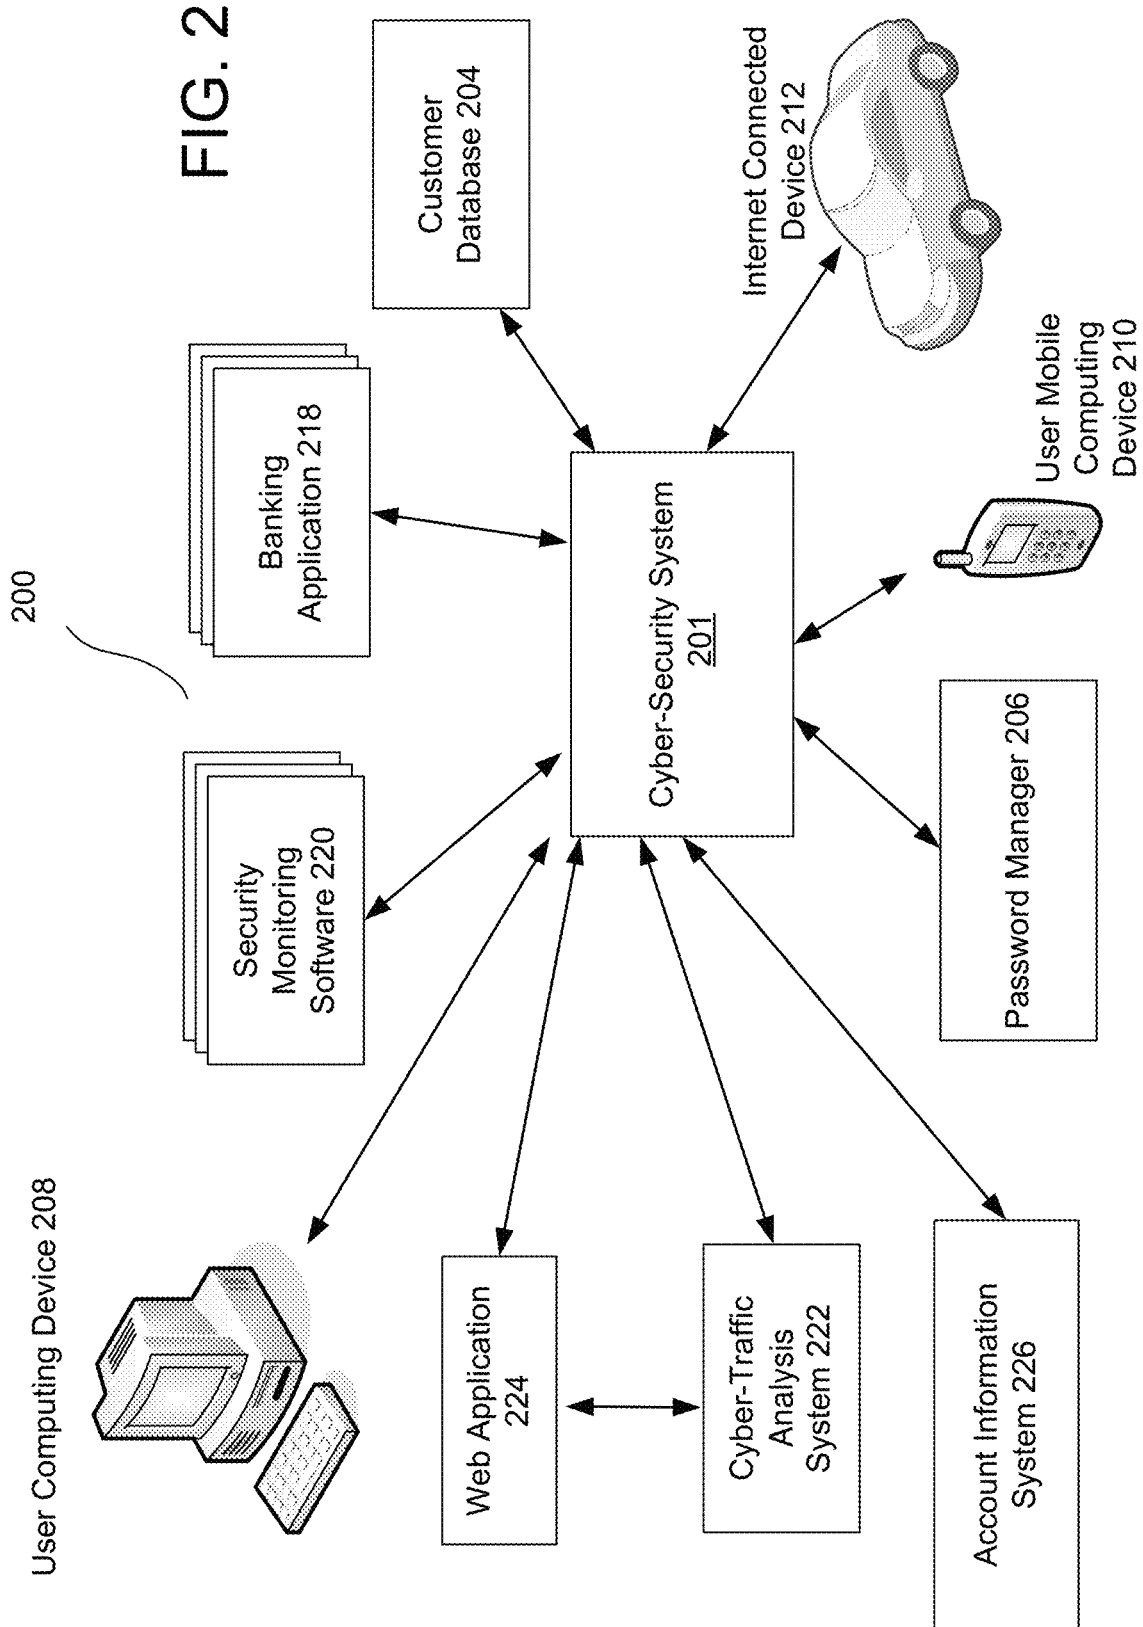 FIG. 2
200
User Computing Device 208
Security
Monitoring
Software 220
Banking
Application 218
Customer
Database 204
Web Application
224
Cyber-Security System
201
Internet Connected
Device 212
Cyber-Traffic
Analysis
System 222
Account Information
System 226
Password Manager 206
User Mobile
Computing
Device 210